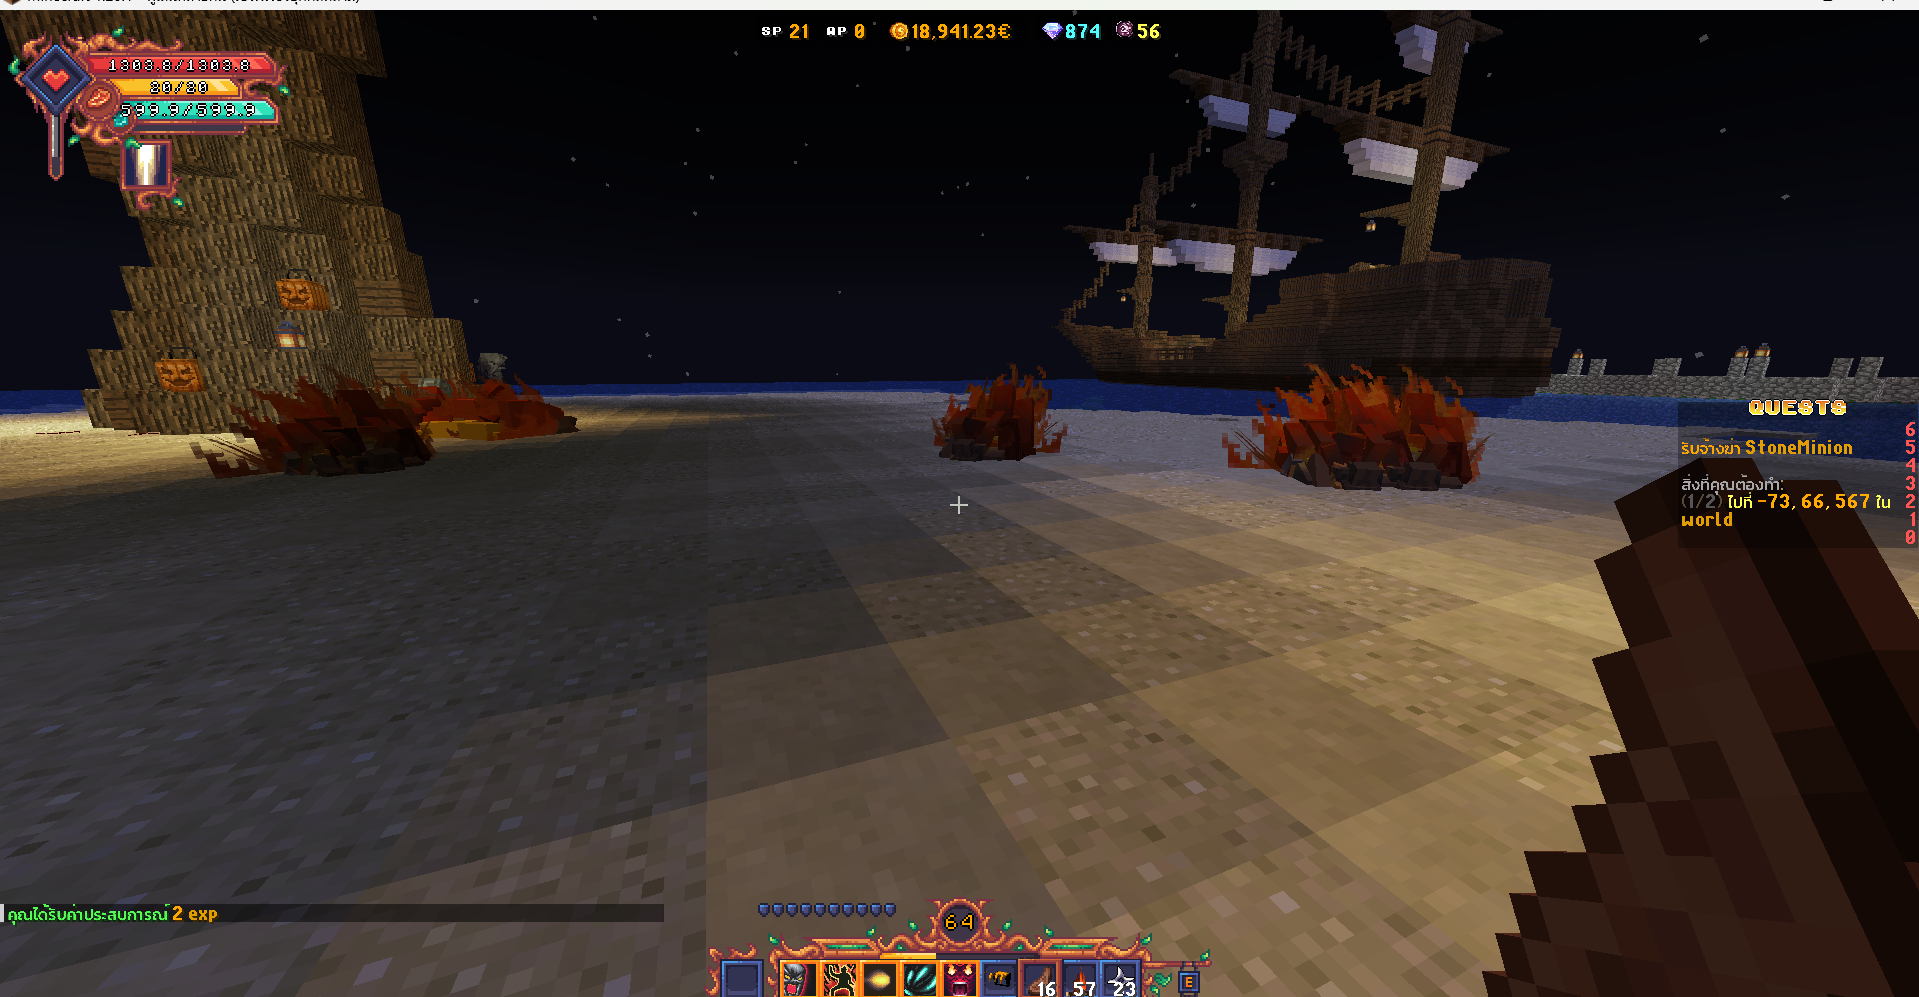 SP 21 AP 0 18,941.23€ 874 56
1303.8/1303.8
80/80
599.9/599.9
QUESTS
6
รับจ้างฆ่า StoneMinion 5
4
สิ่งที่คุณต้องทำ: 3
(1/2) ไปที่ -73, 66, 567 ใน 2
world 1
0
คุณได้รับค่าประสบการณ์ 2 exp
64
16 57 23 E